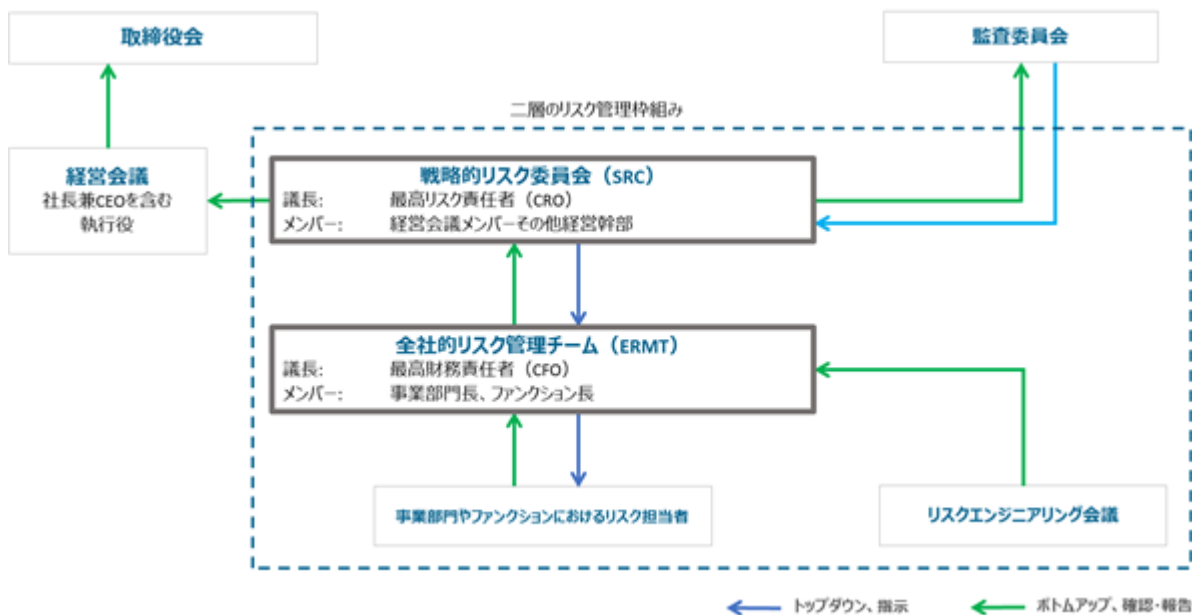 取締役会
監査委員会
二層のリスク管理枠組み
経営会議
社長兼CEOを含む
執行役
戦略的リスク委員会（SRC）
議長： 最高リスク責任者（CRO）
メンバー： 経営会議メンバーその他経営幹部
全社的リスク管理チーム（ERMT）
議長： 最高財務責任者（CFO）
メンバー： 事業部門長、ファンクション長
事業部門やファンクションにおけるリスク担当者
リスクエンジニアリング会議
トップダウン、指示
ボトムアップ、確認・報告